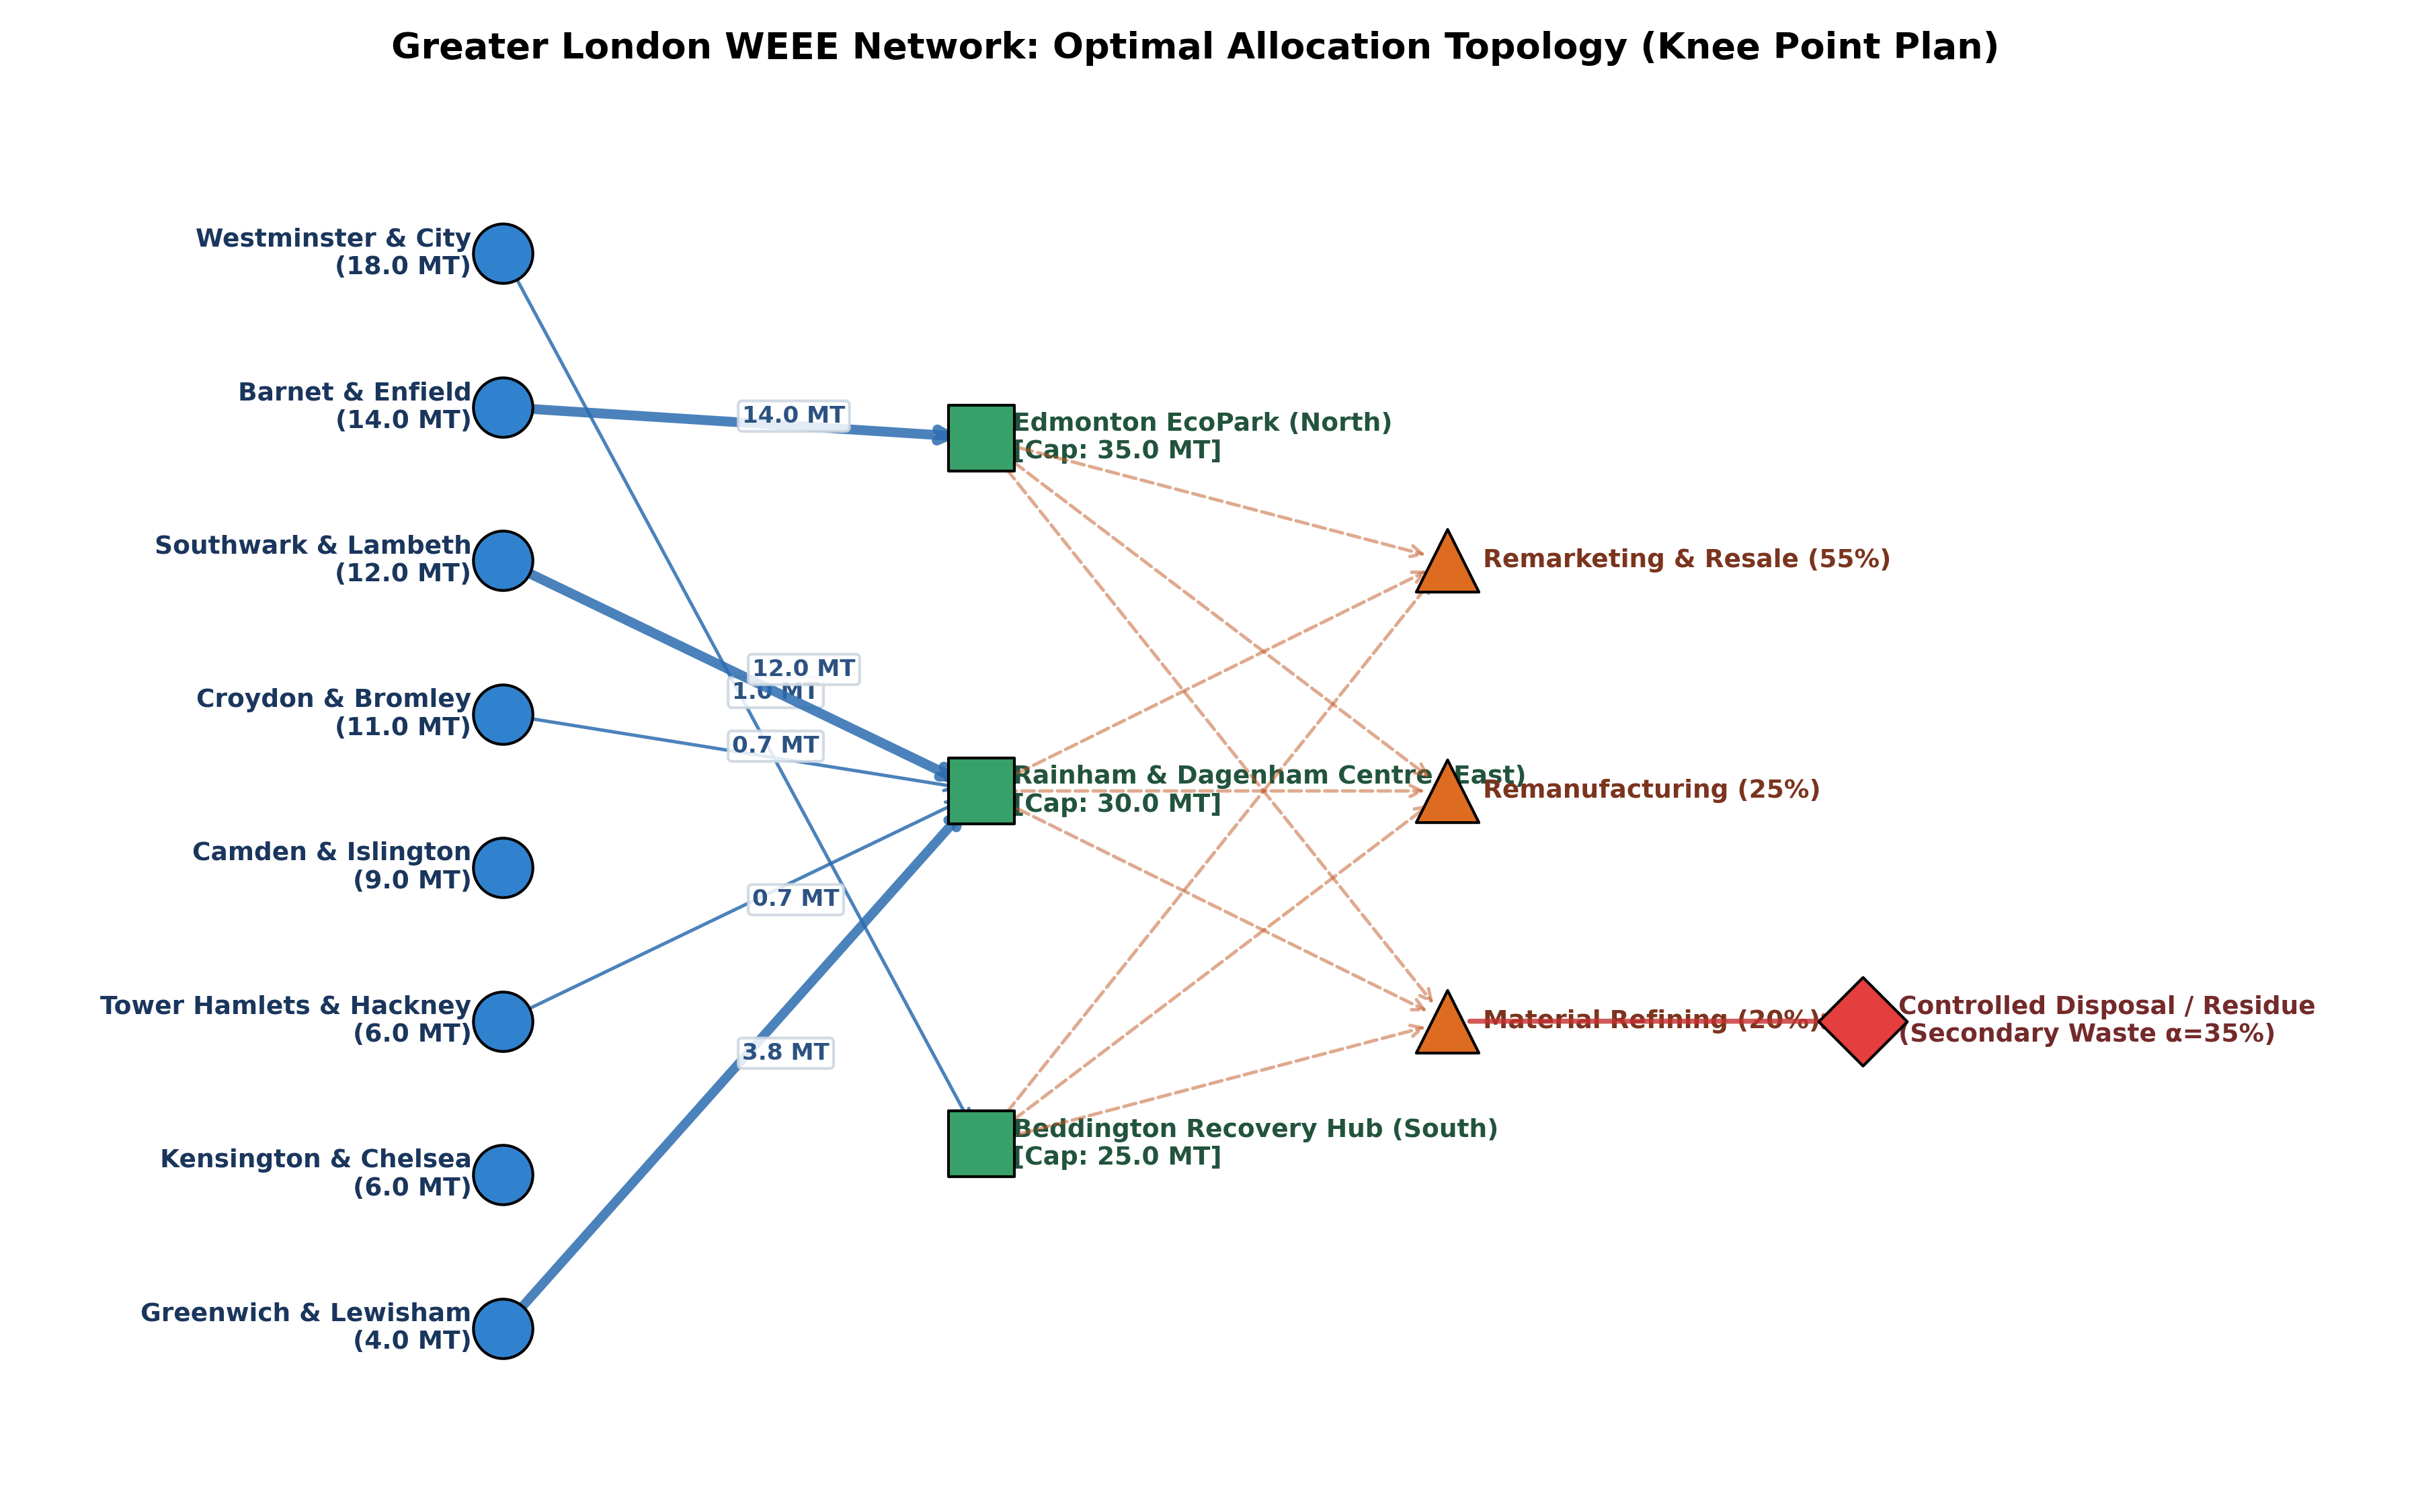 Greater London WEEE Network: Optimal Allocation Topology (Knee Point Plan)
Westminster & City
(18.0 MT)
Barnet & Enfield
(14.0 MT)
Southwark & Lambeth
(12.0 MT)
Croydon & Bromley
(11.0 MT)
Camden & Islington
(9.0 MT)
Tower Hamlets & Hackney
(6.0 MT)
Kensington & Chelsea
(6.0 MT)
Greenwich & Lewisham
(4.0 MT)
14.0 MT
12.0 MT
1.0 MT
0.7 MT
0.7 MT
3.8 MT
Edmonton EcoPark (North)
[Cap: 35.0 MT]
Rainham & Dagenham Centre (East)
[Cap: 30.0 MT]
Beddington Recovery Hub (South)
[Cap: 25.0 MT]
Remarketing & Resale (55%)
Remanufacturing (25%)
Material Refining (20%)
Controlled Disposal / Residue
(Secondary Waste α=35%)